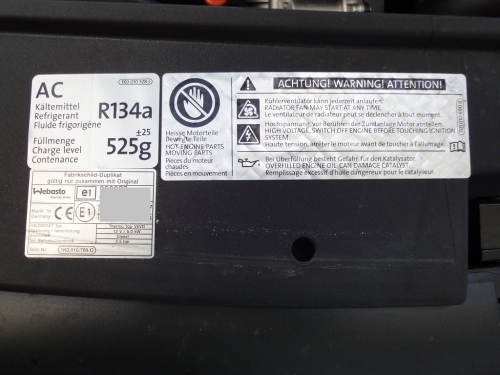 AC
Kältemittel
Refrigerant
Fluide frigorigène
R134a
Füllmenge
Charge level
Contenance
±25
525g
Fabrikschild-Duplikat
gültig nur zusammen mit Original
Webasto
e1
Made in
Germany
E1
Thermo Top
Diesel
Heisse Motorteile
Bewegte Teile
HOT ENGINE PARTS
MOVING PARTS
Pièces du moteur
chaudes
Pièces en mouvement
ACHTUNG! WARNING! ATTENTION!
Kühlerventilator kann jederzeit anlaufen.
RADIATOR FAN MAY START AT ANY TIME.
Le ventilateur de radiateur peut se déclencher à tout moment.
Hochspannung, vor Berühren der Zündanlage Motor abstellen.
HIGH VOLTAGE, SWITCH OFF ENGINE BEFORE TOUCHING IGNITION
SYSTEM.
Haute tension, arrêter le moteur avant de toucher à l'allumage.
Bei Überfüllung besteht Gefahr für den Katalysator.
OVERFILLED ENGINE OIL CAN DAMAGE CATALYST.
Remplissage excessif d'huile dangereux pour le catalyseur.